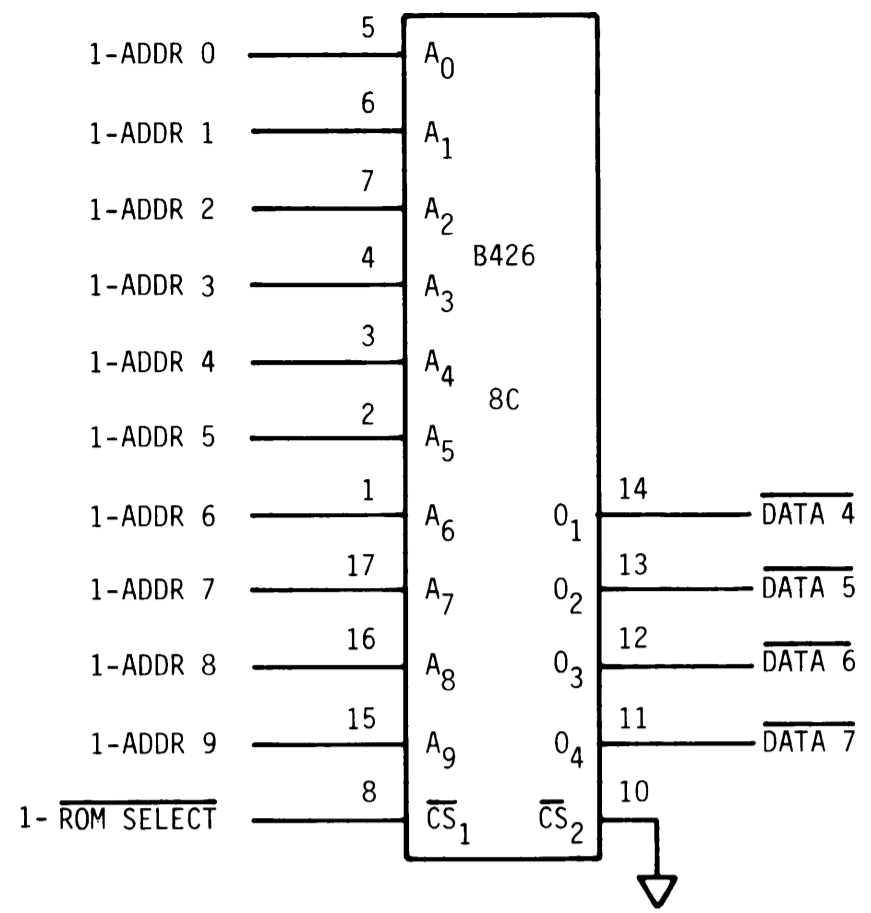 1-ADDR 0 5 A0
1-ADDR 1 6 A1
1-ADDR 2 7 A2
B426
1-ADDR 3 4 A3
1-ADDR 4 3 A4
8C
1-ADDR 5 2 A5
1-ADDR 6 1 A6 O1 14 DATA 4
1-ADDR 7 17 A7 O2 13 DATA 5
1-ADDR 8 16 A8 O3 12 DATA 6
1-ADDR 9 15 A9 O4 11 DATA 7
1- ROM SELECT 8 CS1 CS2 10